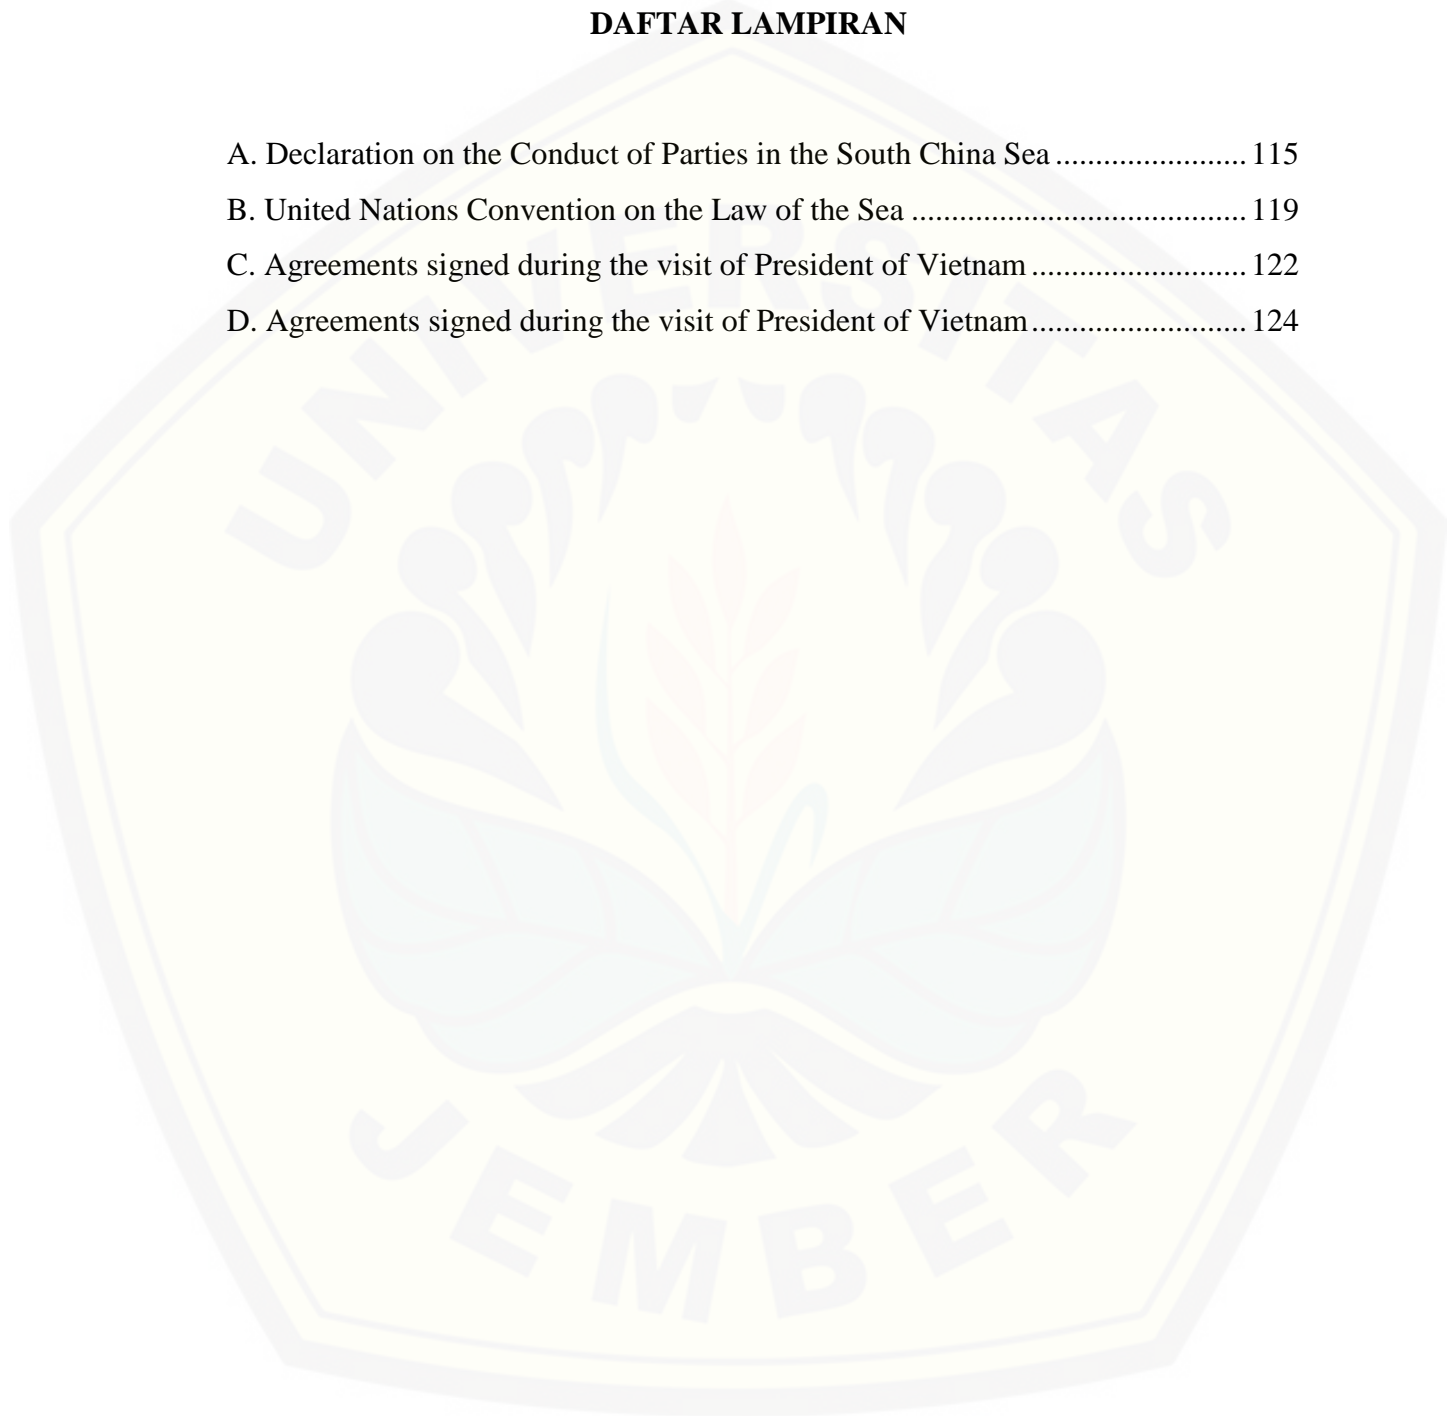 DAFTAR LAMPIRAN
A. Declaration on the Conduct of Parties in the South China Sea ........................ 115
B. United Nations Convention on the Law of the Sea .......................................... 119
C. Agreements signed during the visit of President of Vietnam ........................... 122
D. Agreements signed during the visit of President of Vietnam ........................... 124
UNIVERSITAS
JEMBER